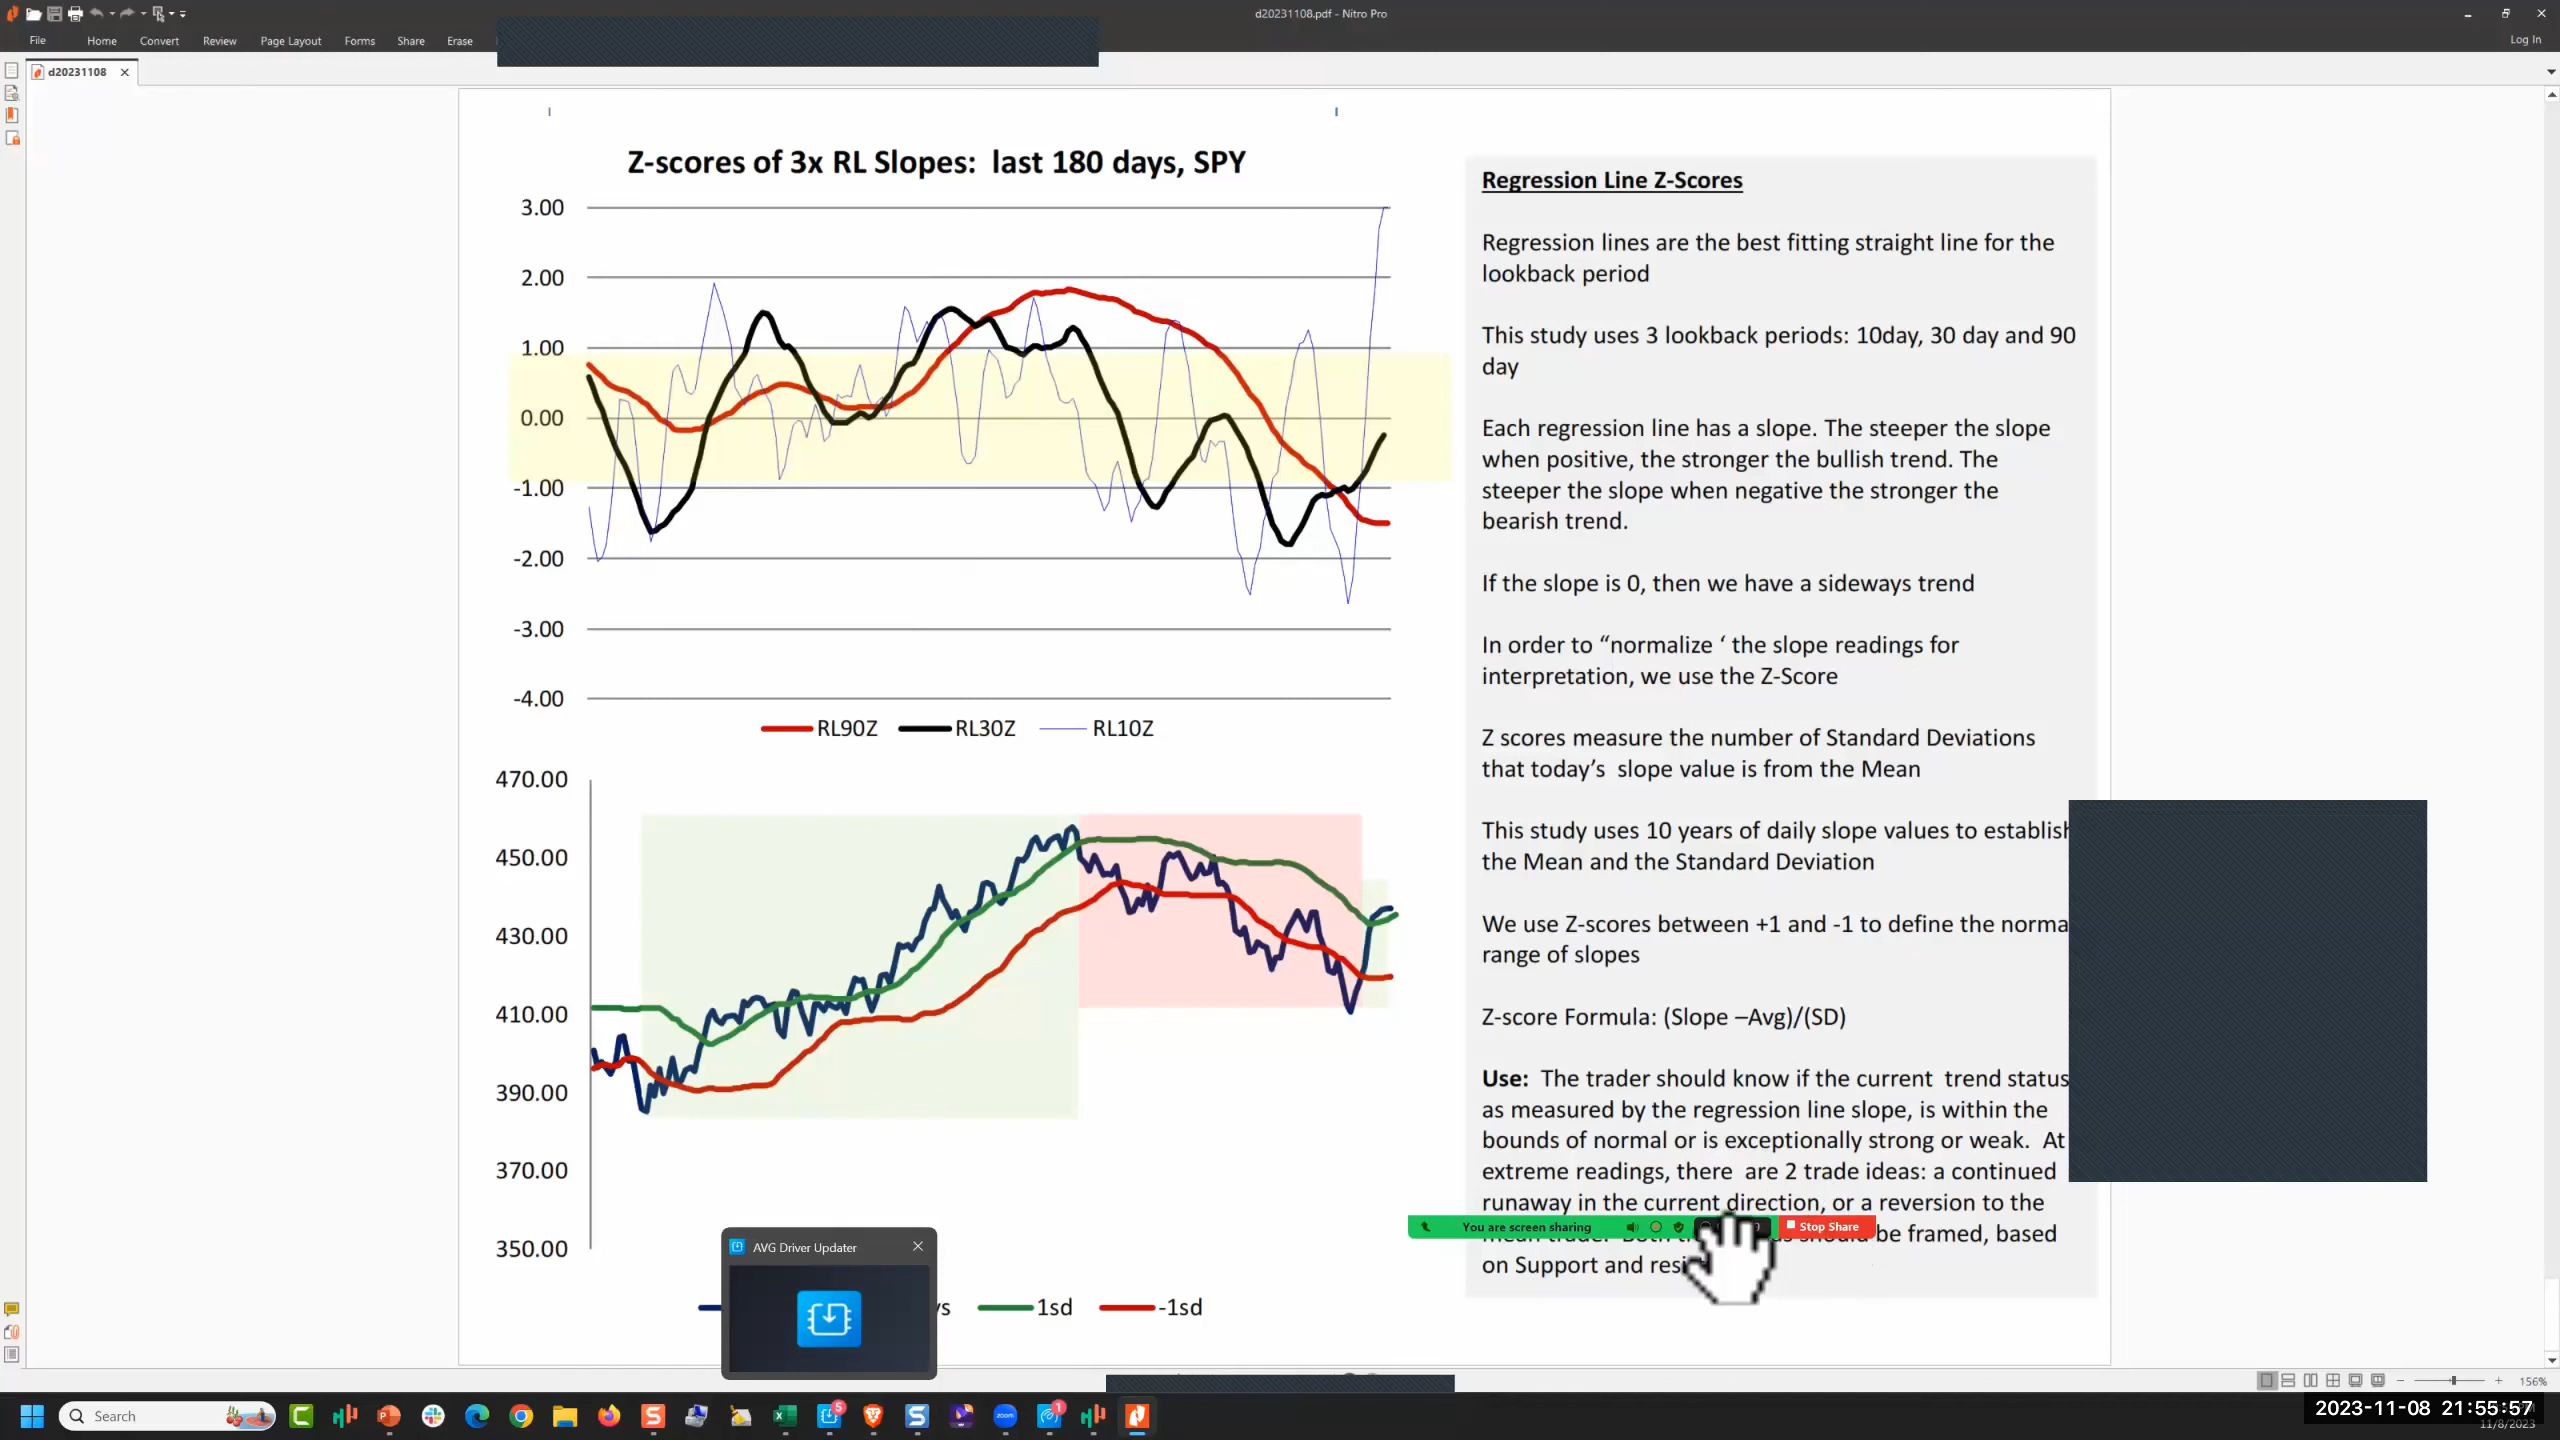 d20231108.pdf - Nitro Pro
File Home Convert Review Page Layout Forms Share Erase
Log In
d20231108
Z-scores of 3x RL Slopes: last 180 days, SPY
3.00
2.00
1.00
0.00
-1.00
-2.00
-3.00
-4.00
RL90Z RL30Z RL10Z
470.00
450.00
430.00
410.00
390.00
370.00
350.00
1sd -1sd
Regression Line Z-Scores
Regression lines are the best fitting straight line for the
lookback period
This study uses 3 lookback periods: 10day, 30 day and 90
day
Each regression line has a slope. The steeper the slope
when positive, the stronger the bullish trend. The
steeper the slope when negative the stronger the
bearish trend.
If the slope is 0, then we have a sideways trend
In order to “normalize ‘ the slope readings for
interpretation, we use the Z-Score
Z scores measure the number of Standard Deviations
that today’s slope value is from the Mean
This study uses 10 years of daily slope values to establish
the Mean and the Standard Deviation
We use Z-scores between +1 and -1 to define the norma
range of slopes
Z-score Formula: (Slope –Avg)/(SD)
Use: The trader should know if the current trend status
as measured by the regression line slope, is within the
bounds of normal or is exceptionally strong or weak. At
extreme readings, there are 2 trade ideas: a continued
runaway in the current direction, or a reversion to the
be framed, based
on Support and
You are screen sharing
Stop Share
AVG Driver Updater
156%
Search
zoom
5
1
2023-11-08 21:55:57
11/8/2023